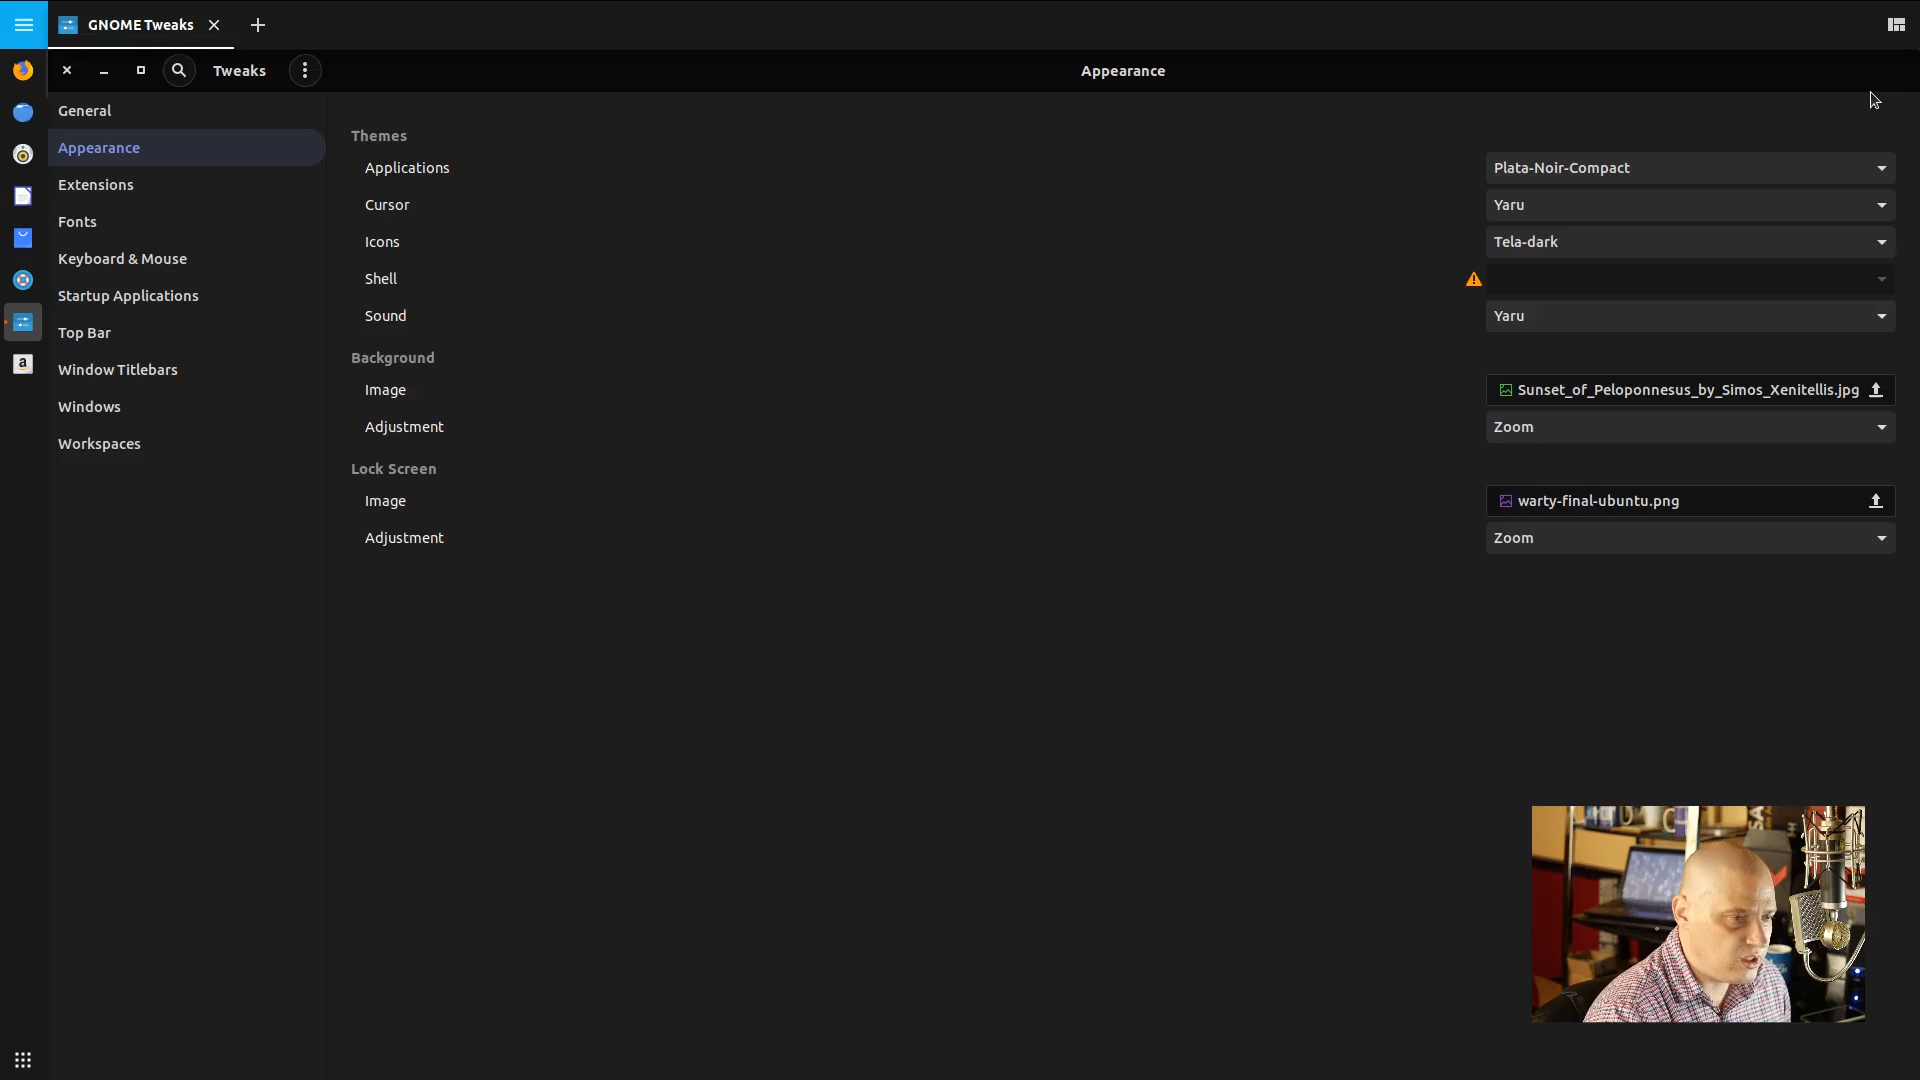 GNOME Tweaks
Tweaks
Appearance
General
Appearance
Extensions
Fonts
Keyboard & Mouse
Startup Applications
Top Bar
Window Titlebars
Windows
Workspaces
Themes
Applications
Plata-Noir-Compact
Cursor
Yaru
Icons
Tela-dark
Shell
Sound
Yaru
Background
Image
Sunset_of_Peloponnesus_by_Simos_Xenitellis.jpg
Adjustment
Zoom
Lock Screen
Image
warty-final-ubuntu.png
Adjustment
Zoom
a